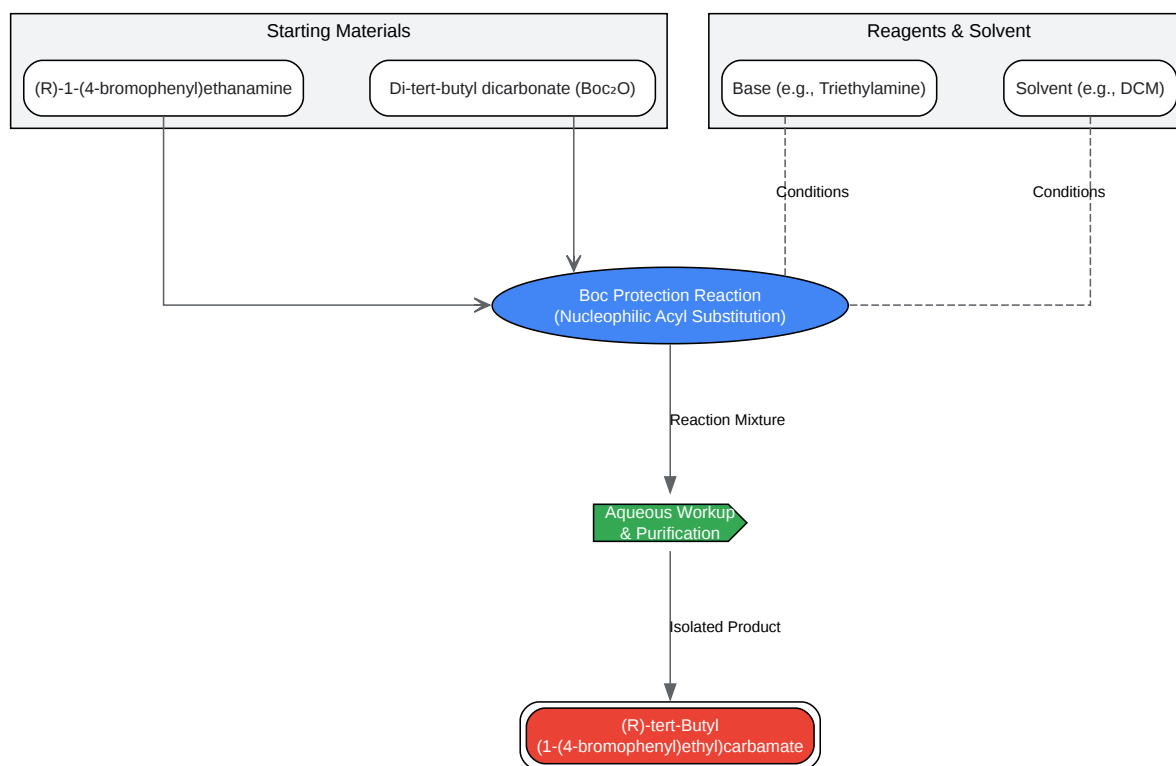 Starting Materials
Reagents & Solvent
(R)-1-(4-bromophenyl)ethanamine
Di-tert-butyl dicarbonate (Boc₂O)
Base (e.g., Triethylamine)
Solvent (e.g., DCM)
Conditions
Conditions
Boc Protection Reaction
(Nucleophilic Acyl Substitution)
Reaction Mixture
Aqueous Workup
& Purification
Isolated Product
(R)-tert-Butyl
(1-(4-bromophenyl)ethyl)carbamate